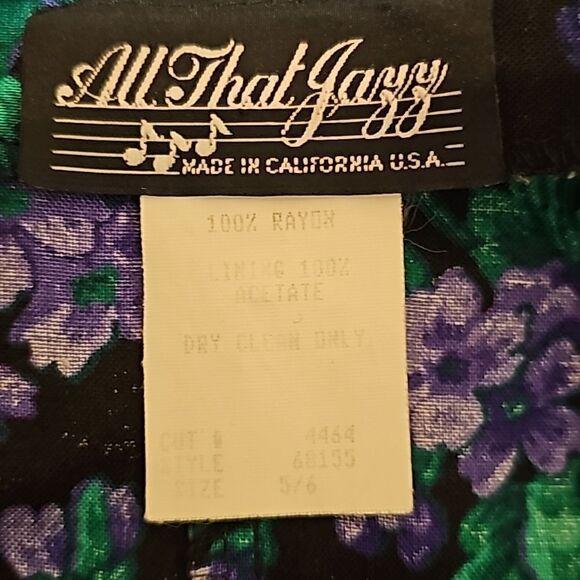 All That Jazz
MADE IN CALIFORNIA U.S.A.
100% RAYON
LINING 100%
ACETATE
DRY CLEAN ONLY
CUT # 4464
STYLE 68155
SIZE 5/6